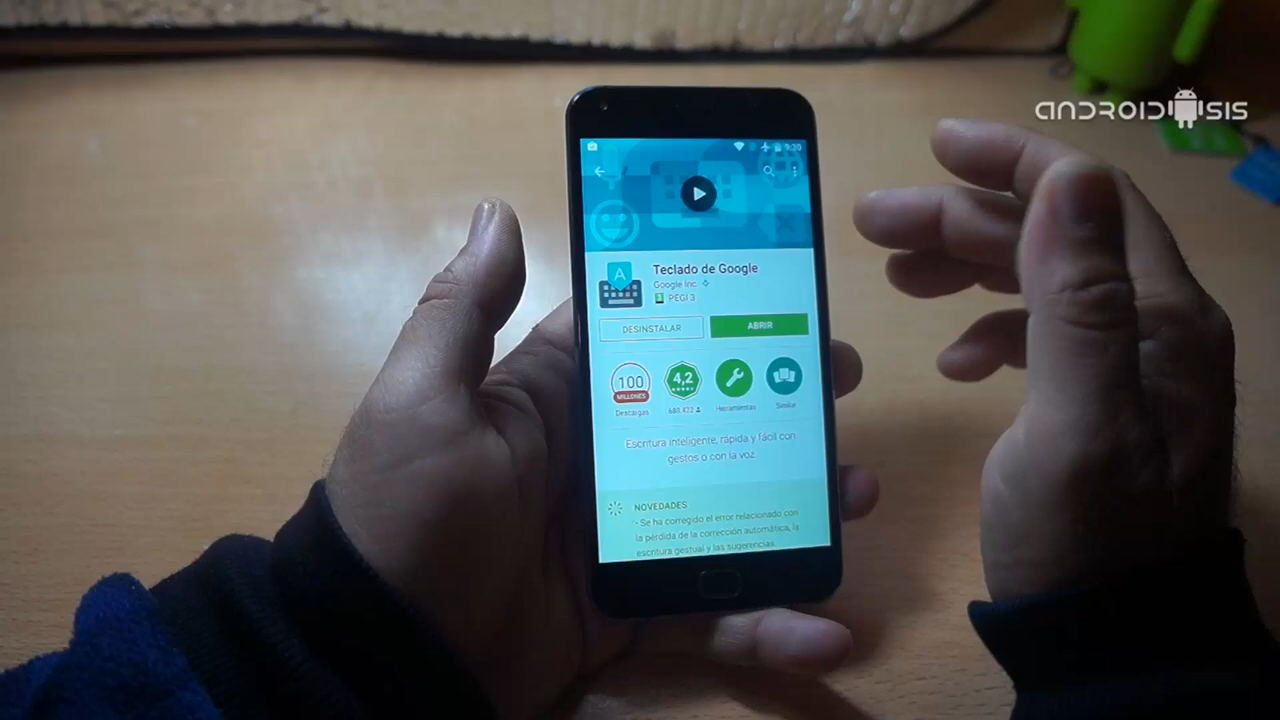 ANDROIDSIS
9:30
Teclado de Google
Google Inc.
PEGI 3
DESINSTALAR
ABRIR
100
MILLONES
4,2
Descargas
Herramientas
Similar
Escritura inteligente, rápida y fácil con
gestos o con la voz.
NOVEDADES
- Se ha corregido el error relacionado con
la pérdida de la corrección automática, la
escritura gestual y las sugerencias.